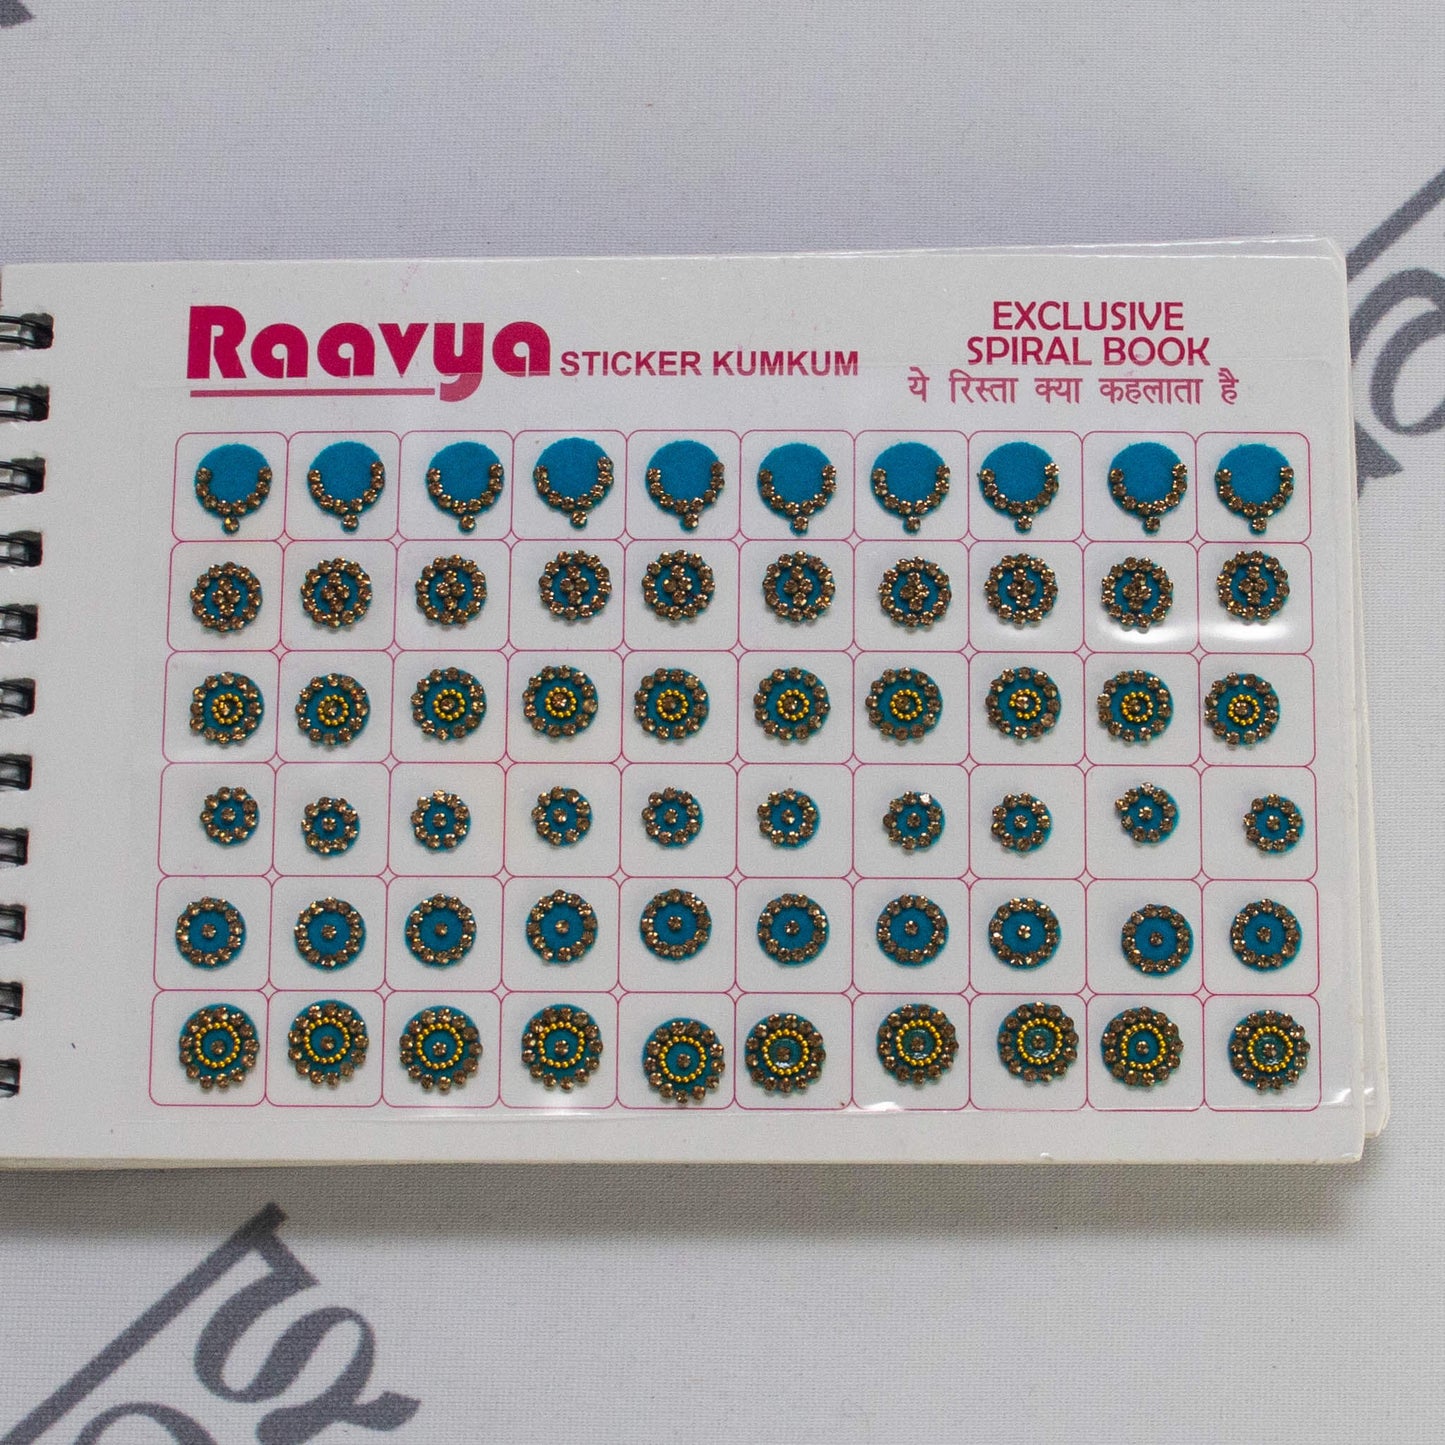 Raavya STICKER KUMKUM
EXCLUSIVE
SPIRAL BOOK
ये रिस्ता क्या कहलाता है